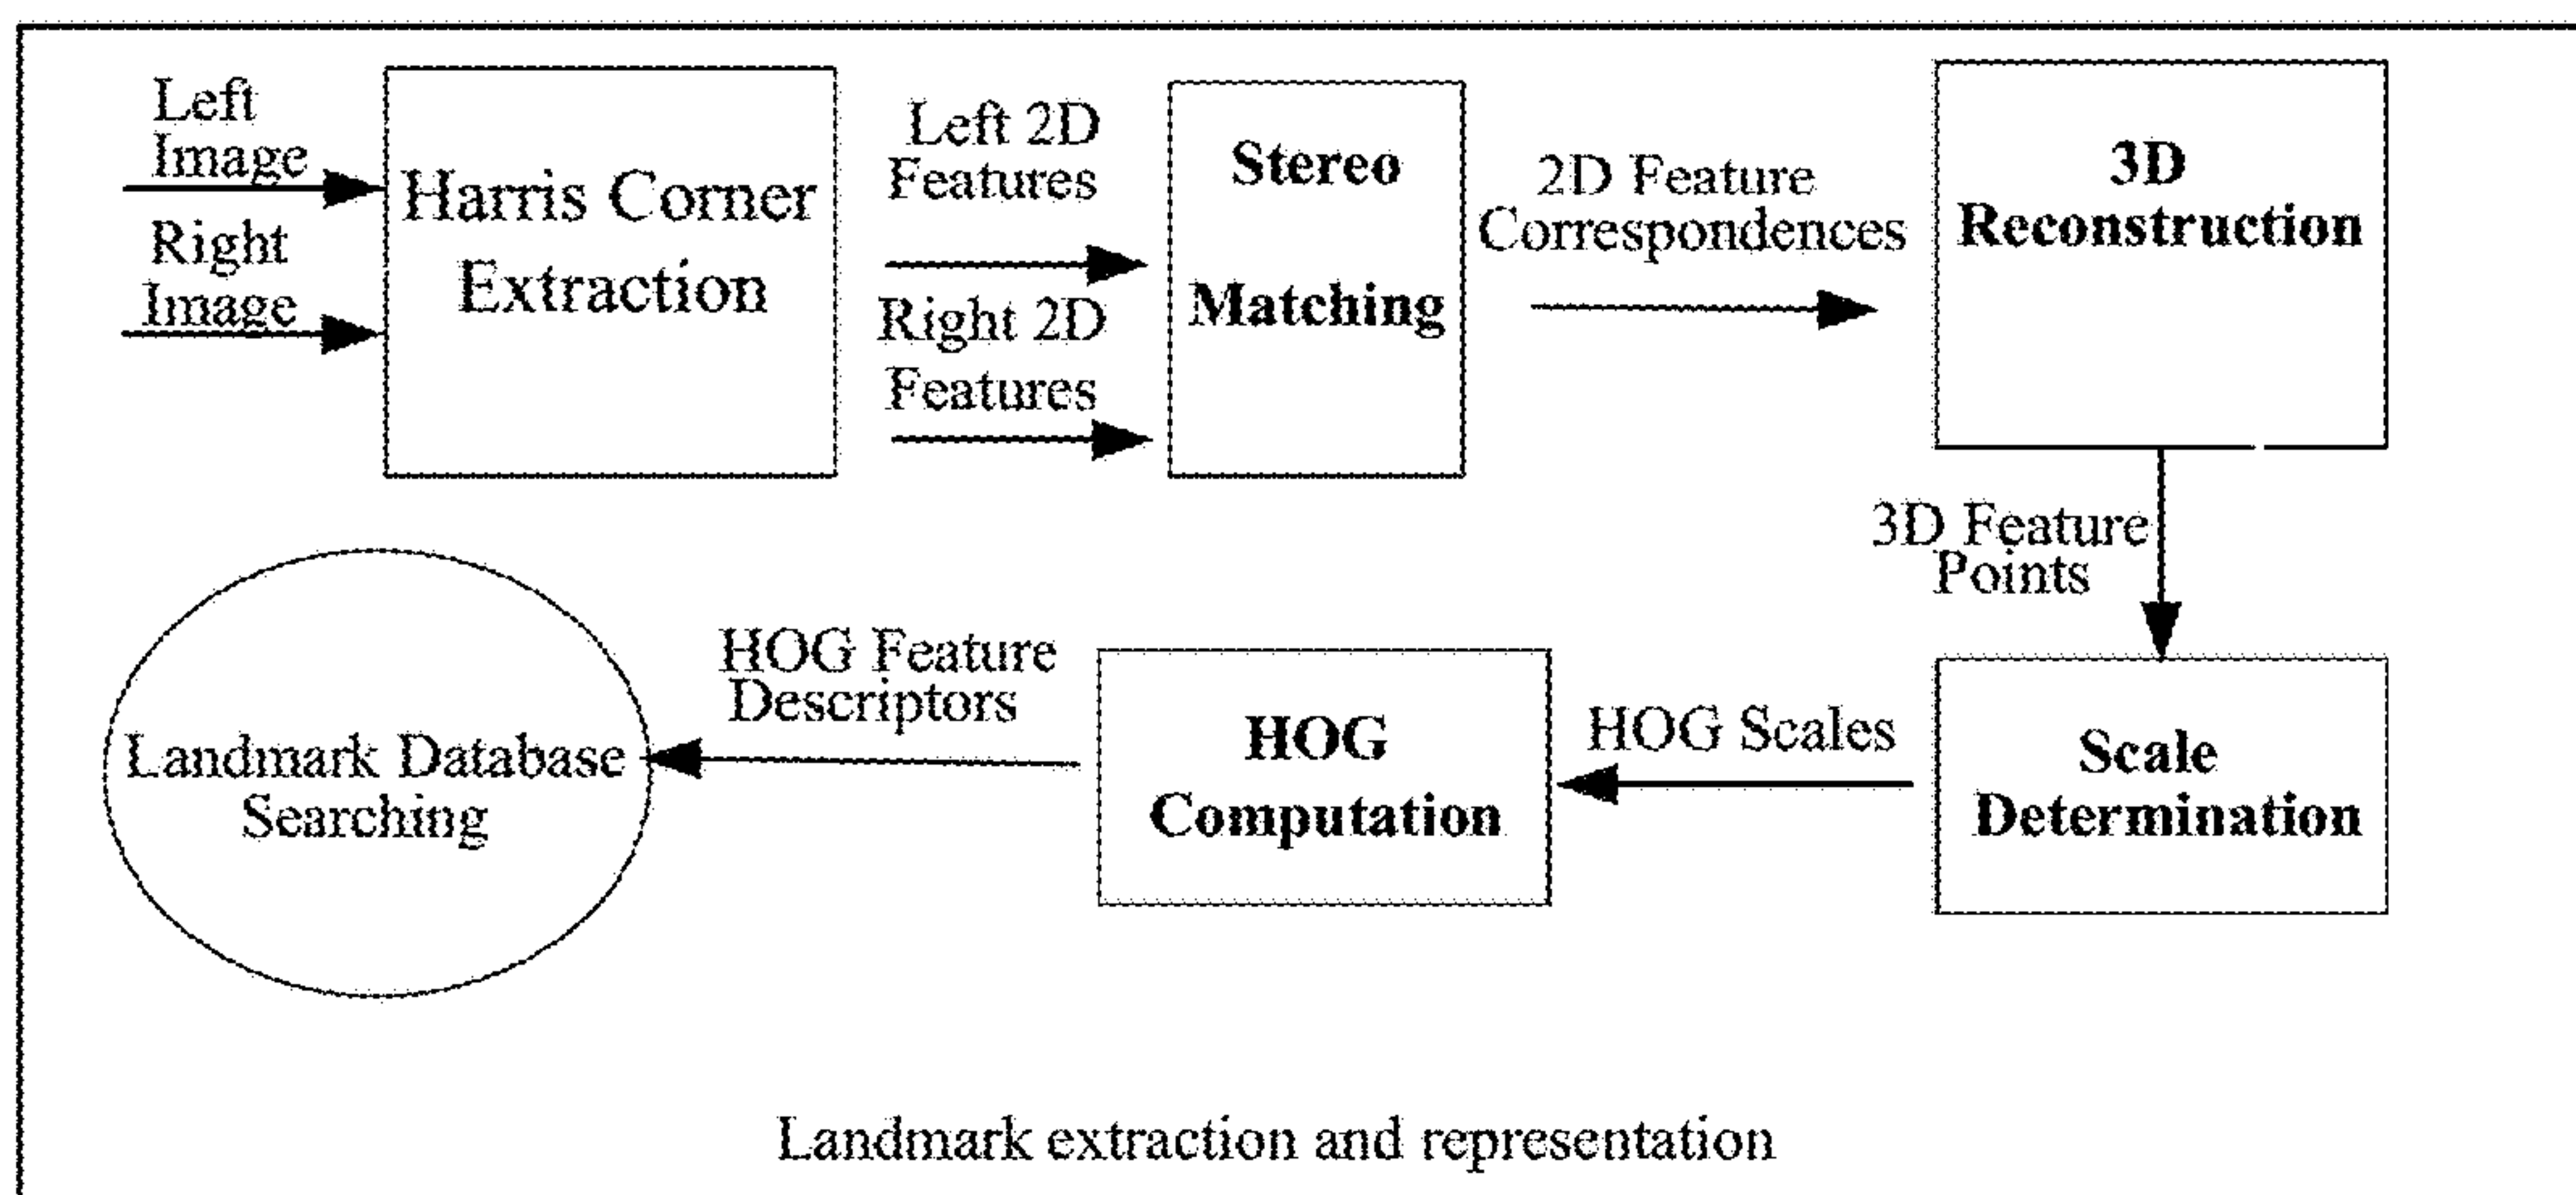 Left
Image
Right
Image
Harris Corner
Extraction
Left 2D
Features
Right 2D
Features
Stereo
Matching
2D Feature
Correspondences
3D
Reconstruction
3D Feature
Points
Scale
Determination
HOG Scales
HOG
Computation
HOG Feature
Descriptors
Landmark Database
Searching
Landmark extraction and representation